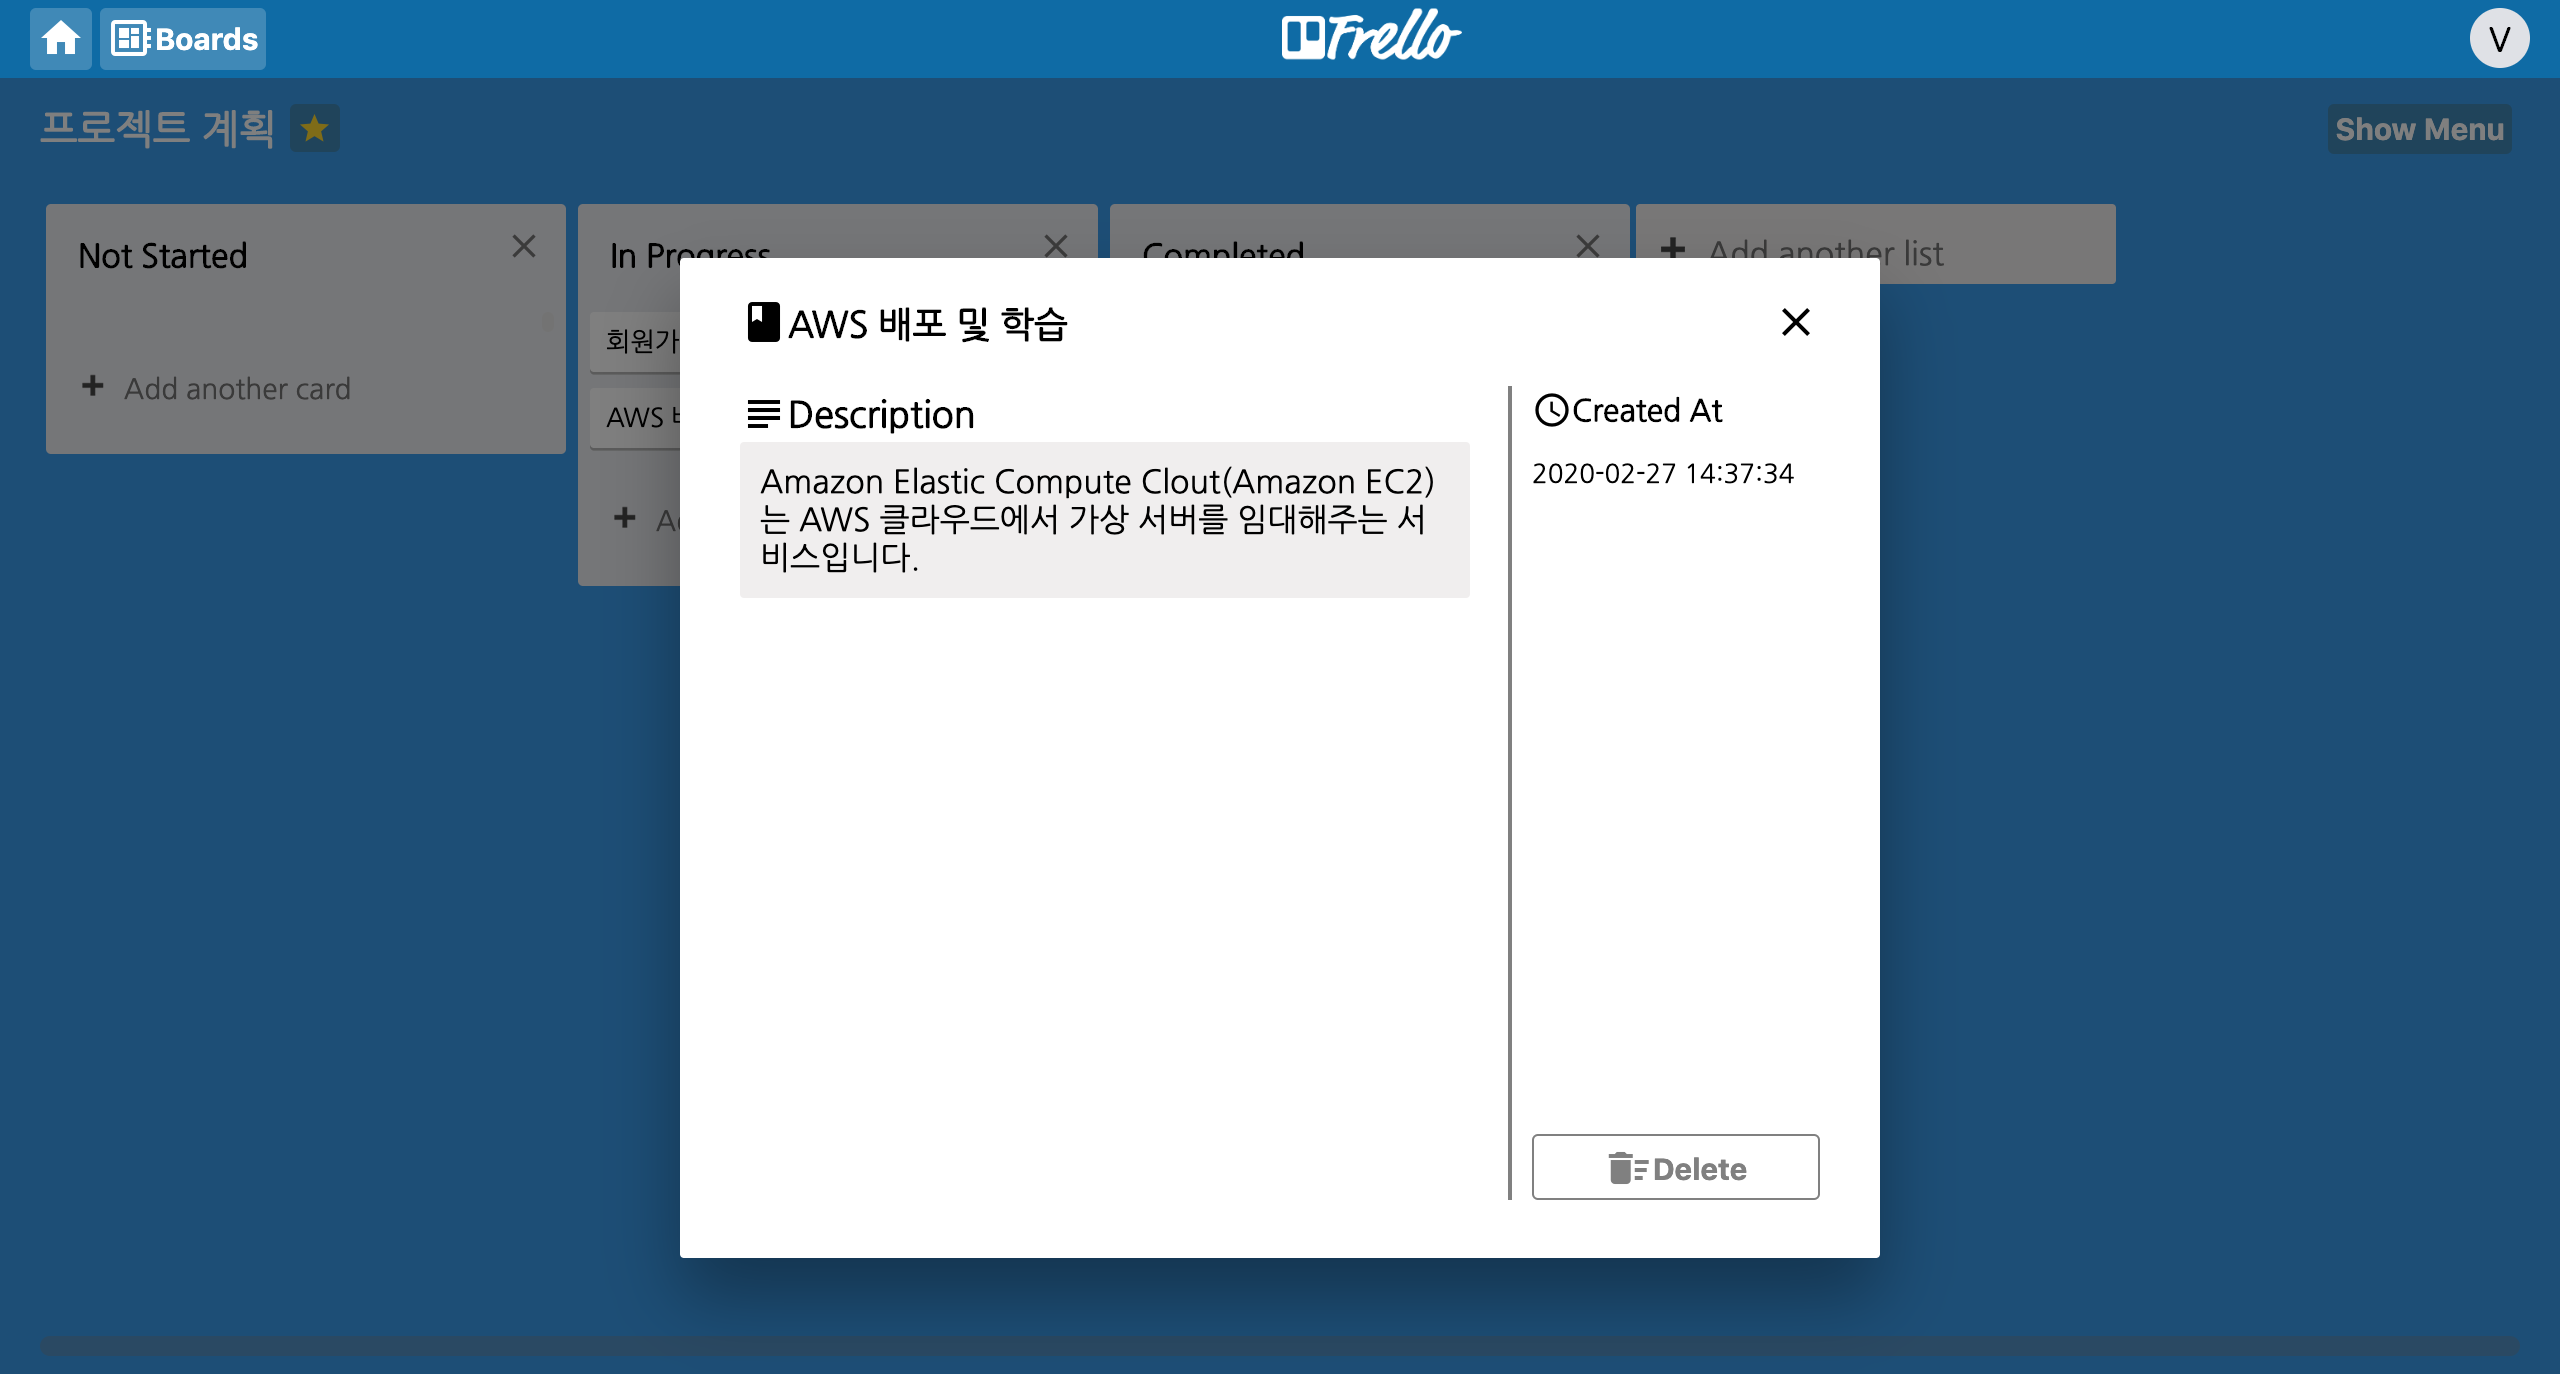 Boards
Frello
V
프로젝트 계획
Show Menu
Not Started
In Progress
Completed
Add another list
회원가
AWS
Add another card
AWS 배포 및 학습
Description
Amazon Elastic Compute Clout(Amazon EC2)
는 AWS 클라우드에서 가상 서버를 임대해주는 서
비스입니다.
Created At
2020-02-27 14:37:34
Delete